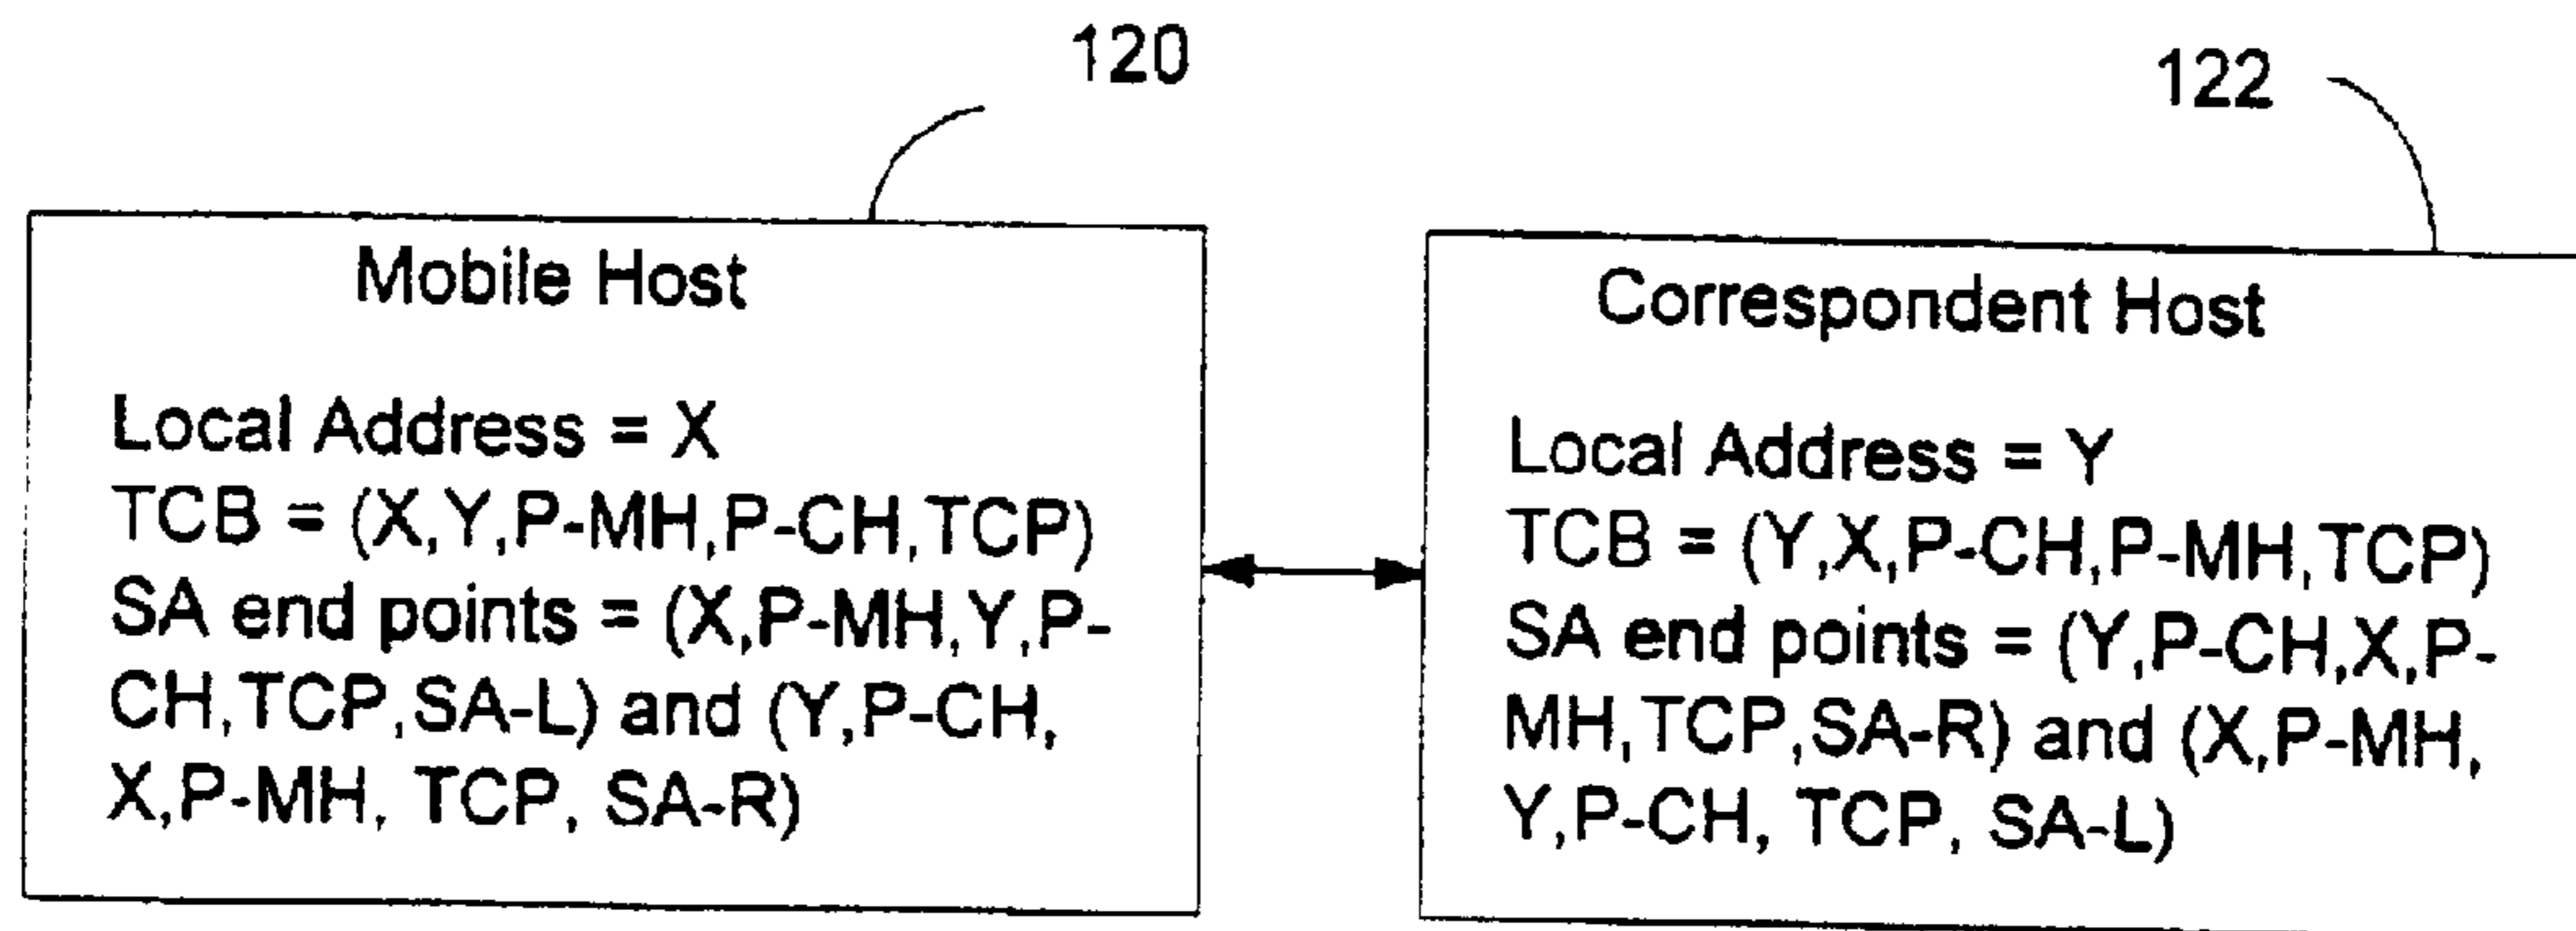 120
122
Mobile Host
Local Address = X
TCB = (X,Y,P-MH,P-CH,TCP)
SA end points = (X,P-MH,Y,P-
CH,TCP,SA-L) and (Y,P-CH,
X,P-MH, TCP, SA-R)
Correspondent Host
Local Address = Y
TCB = (Y,X,P-CH,P-MH,TCP)
SA end points = (Y,P-CH,X,P-
MH,TCP,SA-R) and (X,P-MH,
Y,P-CH, TCP, SA-L)